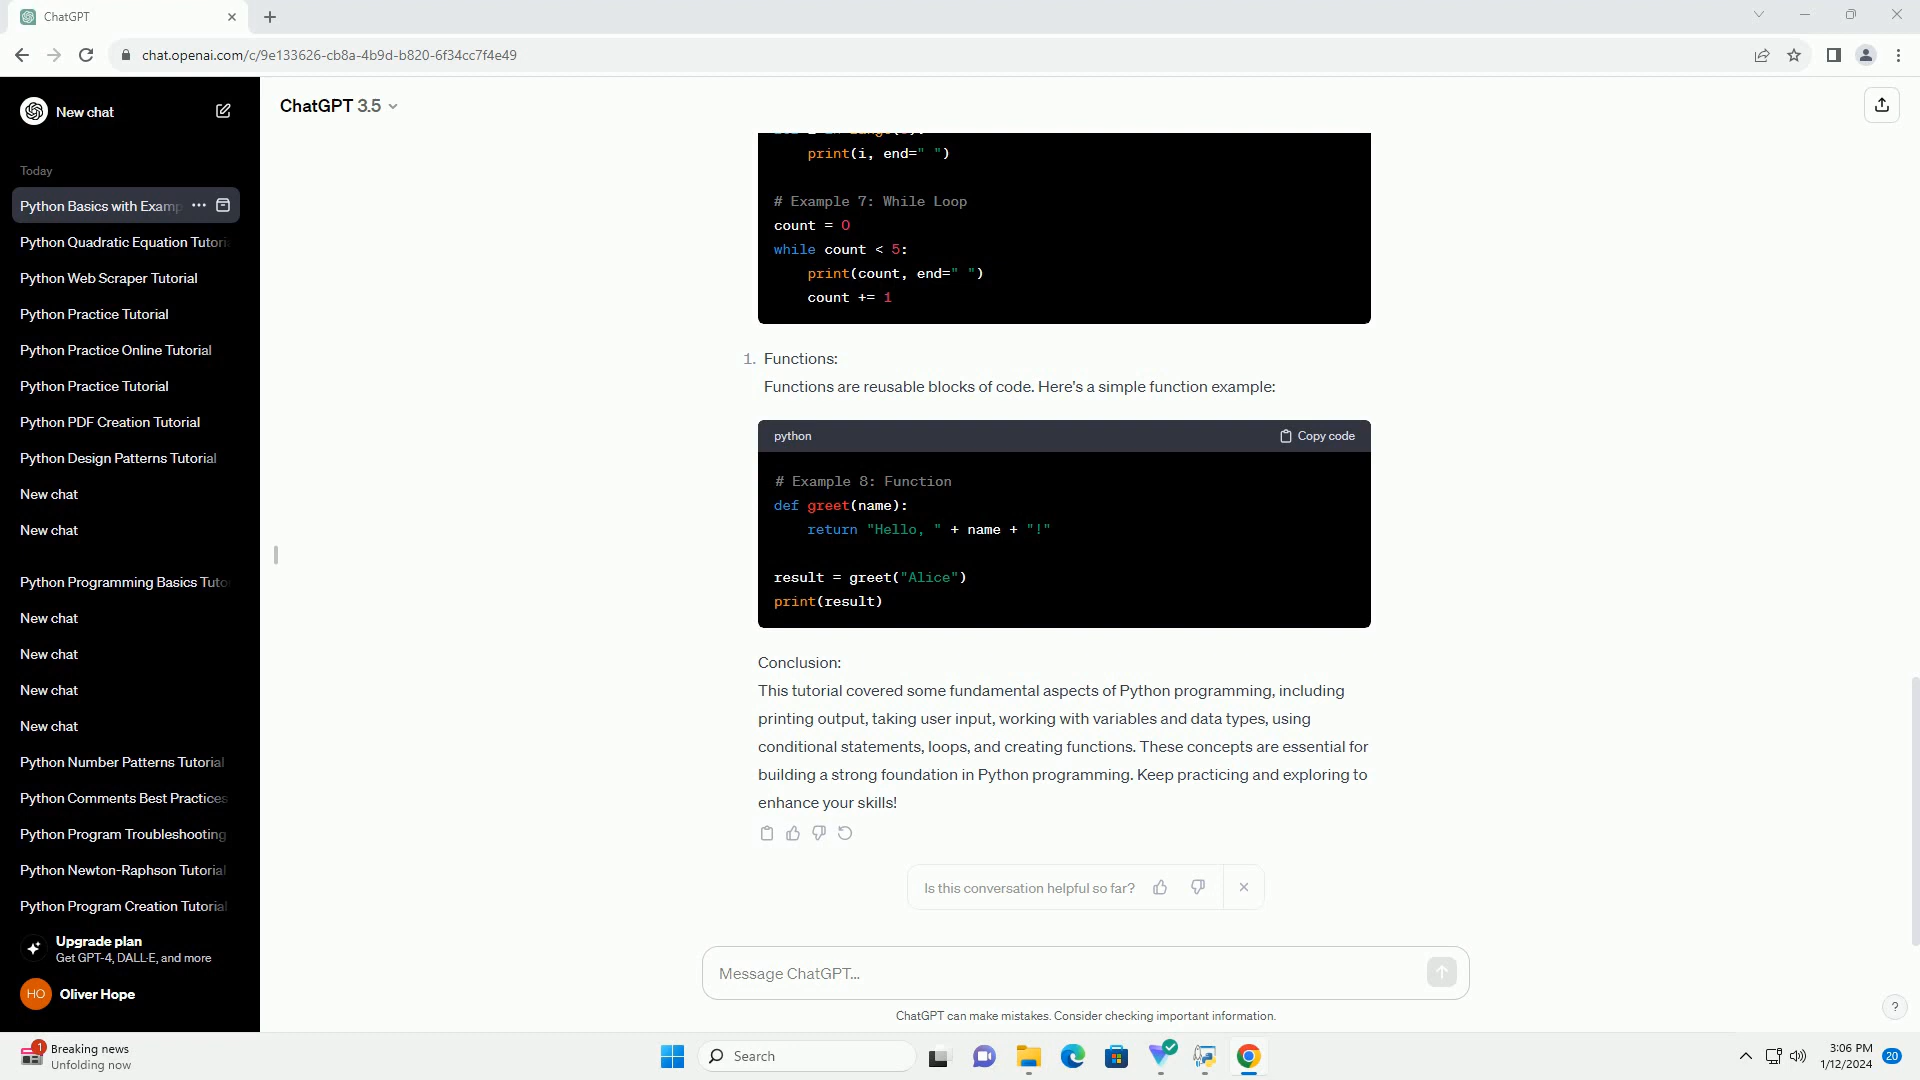 ChatGPT
chat.openai.com/c/9e133626-cb8a-4b9d-b820-6f34cc7f4e49
New chat
Today
Python Basics with Examp
Python Quadratic Equation Tutori
Python Web Scraper Tutorial
Python Practice Tutorial
Python Practice Online Tutorial
Python Practice Tutorial
Python PDF Creation Tutorial
Python Design Patterns Tutorial
New chat
New chat
Python Programming Basics Tuto
New chat
New chat
New chat
New chat
Python Number Patterns Tutorial
Python Comments Best Practices
Python Program Troubleshooting
Python Newton-Raphson Tutorial
Python Program Creation Tutorial
Upgrade plan
Get GPT-4, DALL·E, and more
HO Oliver Hope
ChatGPT 3.5
print(i, end=" ")
# Example 7: While Loop
count = 0
while count < 5:
    print(count, end=" ")
    count += 1
1. Functions:
Functions are reusable blocks of code. Here's a simple function example:
python Copy code
# Example 8: Function
def greet(name):
    return "Hello, " + name + "!"
result = greet("Alice")
print(result)
Conclusion:
This tutorial covered some fundamental aspects of Python programming, including
printing output, taking user input, working with variables and data types, using
conditional statements, loops, and creating functions. These concepts are essential for
building a strong foundation in Python programming. Keep practicing and exploring to
enhance your skills!
Is this conversation helpful so far?
Message ChatGPT...
ChatGPT can make mistakes. Consider checking important information.
?
1 Breaking news
Unfolding now
Search
3:06 PM
1/12/2024
20